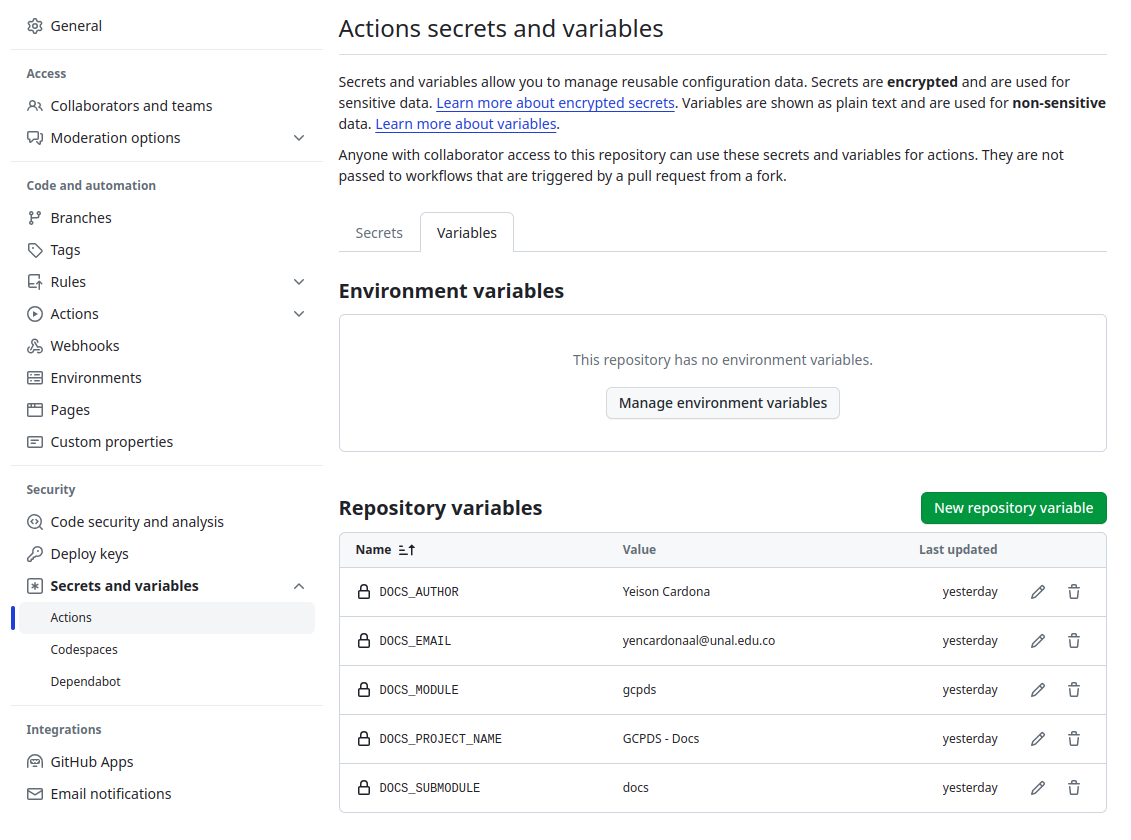 General
Access
Collaborators and teams
Moderation options
Code and automation
Branches
Tags
Rules
Actions
Webhooks
Environments
Pages
Custom properties
Security
Code security and analysis
Deploy keys
Secrets and variables
Actions
Codespaces
Dependabot
Integrations
GitHub Apps
Email notifications
Actions secrets and variables
Secrets and variables allow you to manage reusable configuration data. Secrets are encrypted and are used for
sensitive data. Learn more about encrypted secrets. Variables are shown as plain text and are used for non-sensitive
data. Learn more about variables.
Anyone with collaborator access to this repository can use these secrets and variables for actions. They are not
passed to workflows that are triggered by a pull request from a fork.
Secrets Variables
Environment variables
This repository has no environment variables.
Manage environment variables
Repository variables New repository variable
Name Value Last updated
DOCS_AUTHOR Yeison Cardona yesterday
DOCS_EMAIL yencardonaal@unal.edu.co yesterday
DOCS_MODULE gcpds yesterday
DOCS_PROJECT_NAME GCPDS - Docs yesterday
DOCS_SUBMODULE docs yesterday